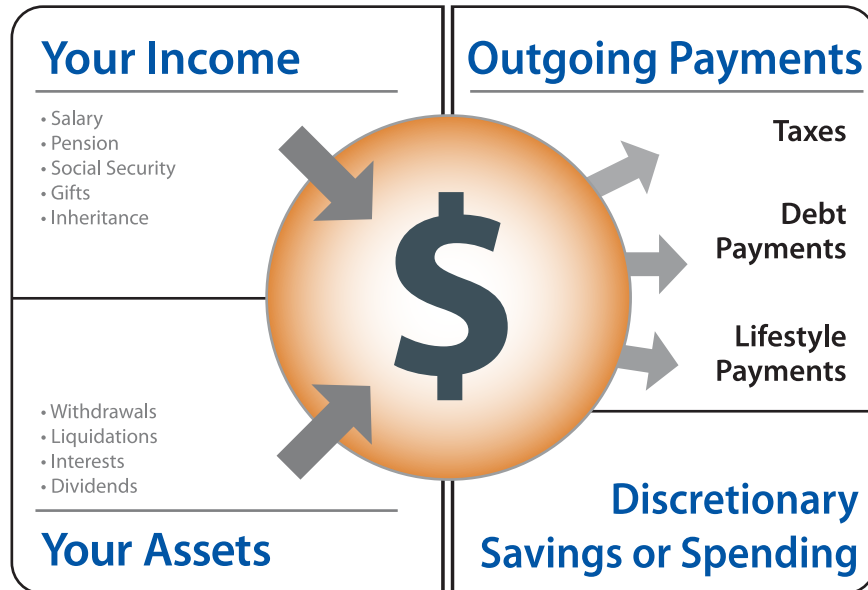 Your Income
• Salary
• Pension
• Social Security
• Gifts
• Inheritance
Outgoing Payments
Taxes
Debt
Payments
Lifestyle
Payments
$
• Withdrawals
• Liquidations
• Interests
• Dividends
Your Assets
Discretionary
Savings or Spending